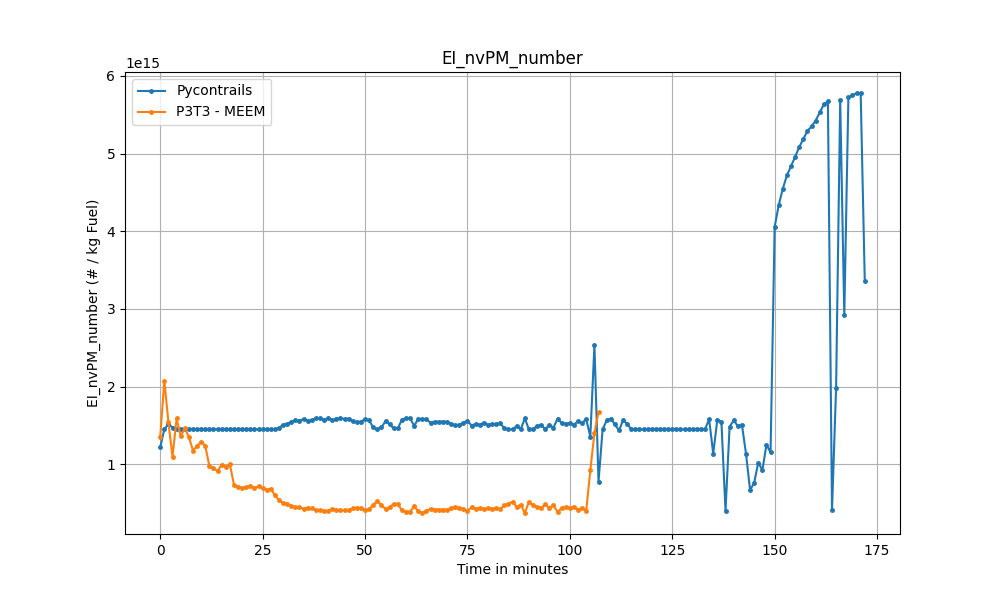 EI_nvPM_number
1e15
Pycontrails
P3T3 - MEEM
EI_nvPM_number (# / kg Fuel)
6
5
4
3
2
1
0 25 50 75 100 125 150 175
Time in minutes